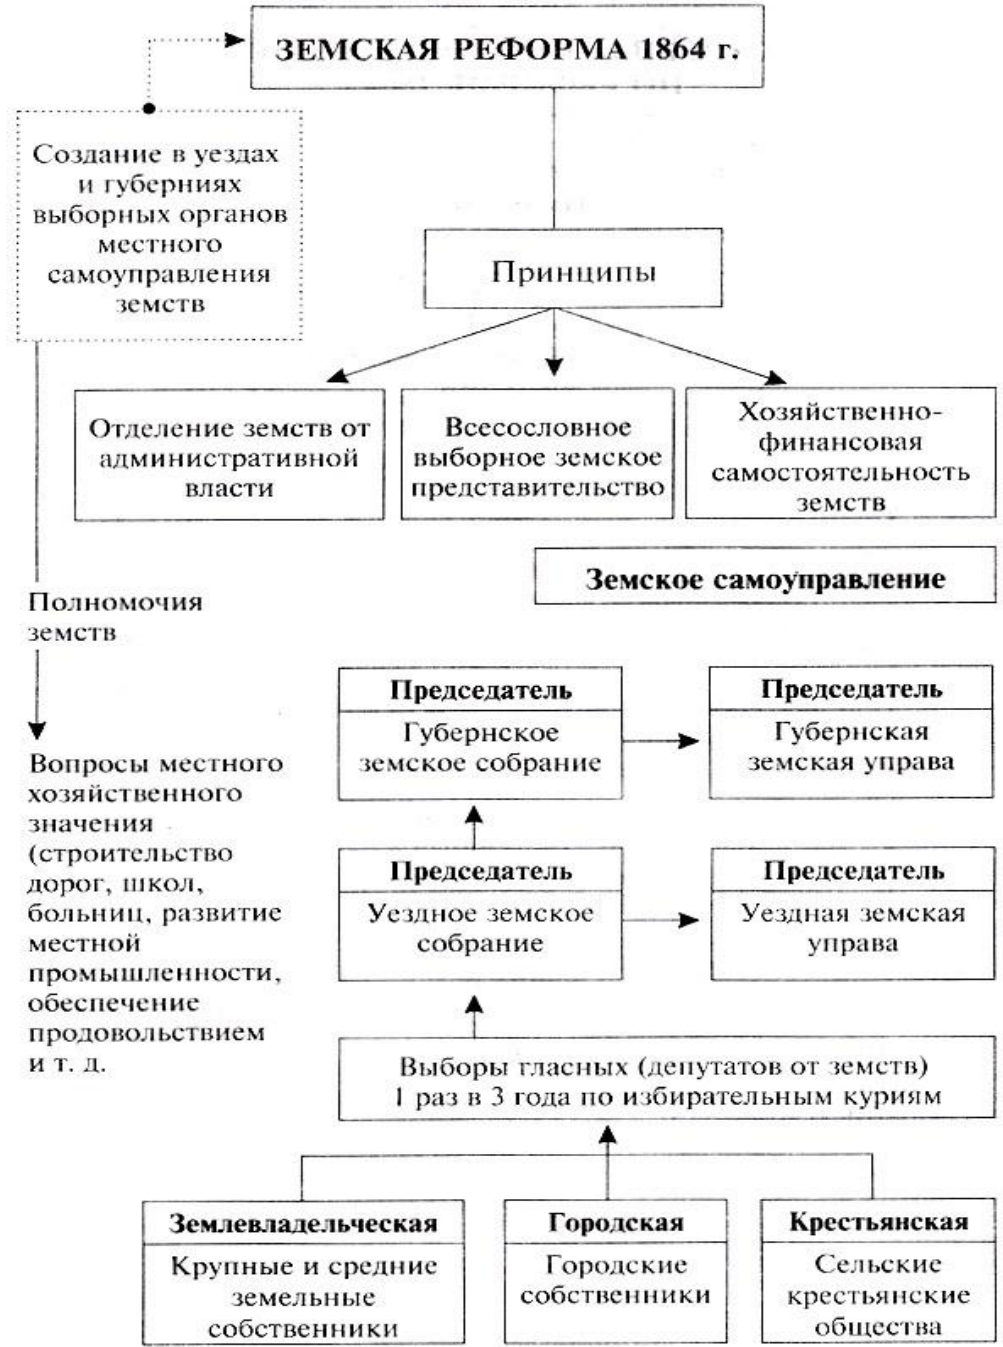 ЗЕМСКАЯ РЕФОРМА 1864 г.
Создание в уездах
и губерниях
выборных органов
местного
самоуправления
земств
Принципы
Отделение земств от
административной
власти
Всесословное
выборное земское
представительство
Хозяйственно-
финансовая
самостоятельность
земств
Земское самоуправление
Полномочия
земств
Вопросы местного
хозяйственного
значения
(строительство
дорог, школ,
больниц, развитие
местной
промышленности,
обеспечение
продовольствием
и т. д.
Председатель
Губернское
земское собрание
Председатель
Губернская
земская управа
Председатель
Уездное земское
собрание
Председатель
Уездная земская
управа
Выборы гласных (депутатов от земств)
1 раз в 3 года по избирательным куриям
Землевладельческая
Крупные и средние
земельные
собственники
Городская
Городские
собственники
Крестьянская
Сельские
крестьянские
общества